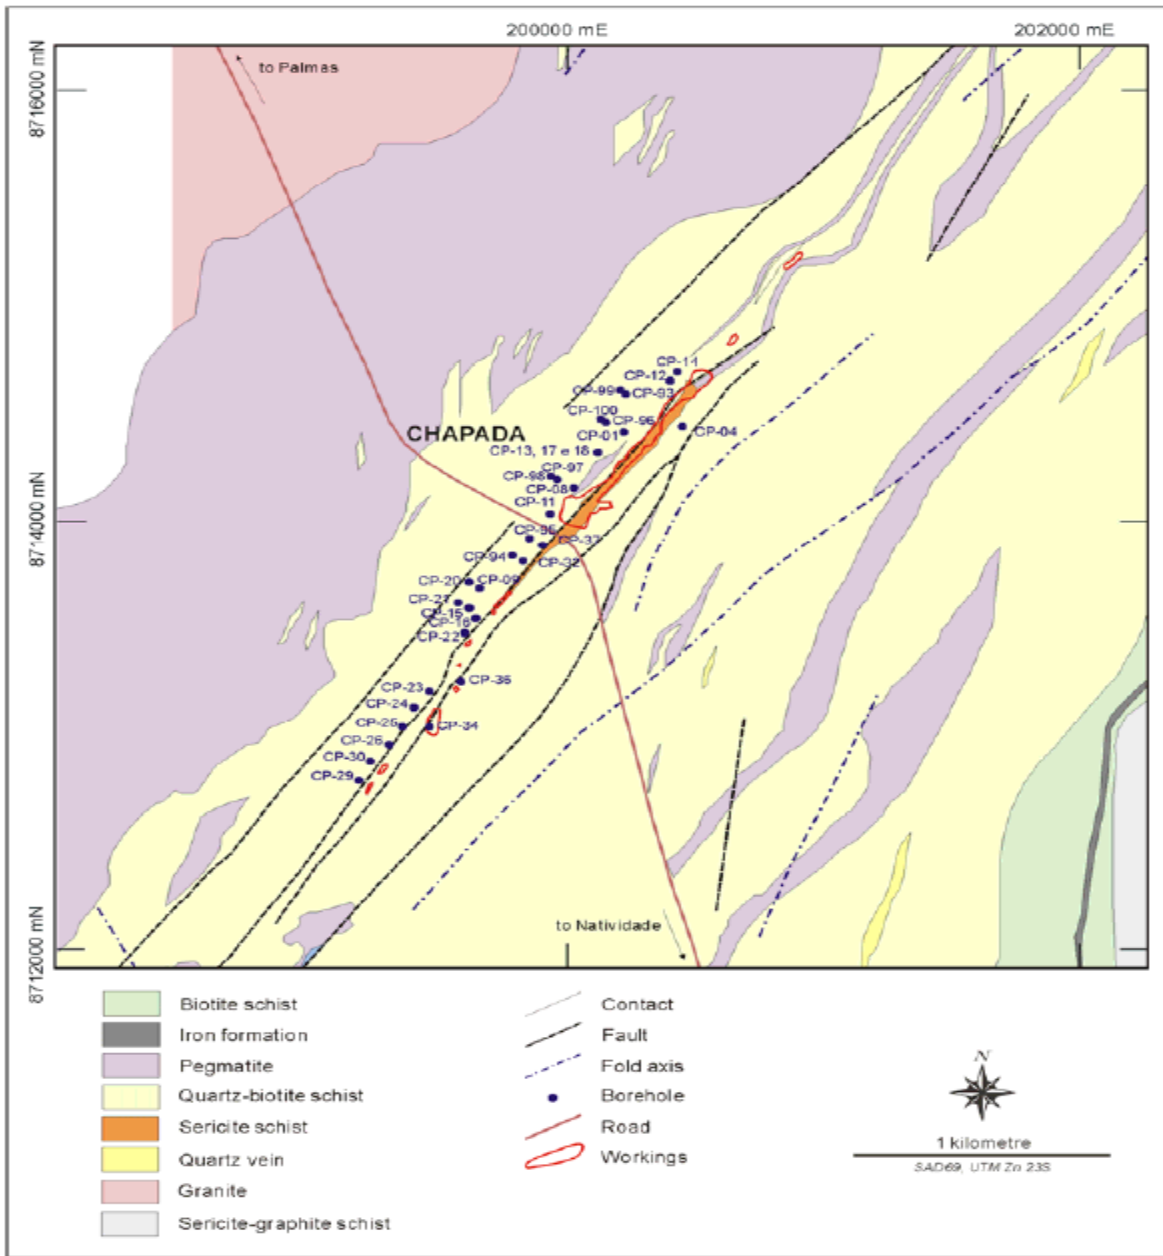 200000 mE
202000 mE
8716000 mN
to Palmas
CP-14
CP-12
CP-99
CP-93
CP-100
CP-96
CHAPADA
CP-01
CP-04
CP-13, 17 e 18
CP-97
CP-98
CP-08
CP-11
8714000 mN
CP-95
CP-37
CP-94
CP-32
CP-20
CP-09
CP-27
CP-15
CP-16
CP-22
CP-23
CP-35
CP-24
CP-25
CP-34
CP-26
CP-30
CP-29
to Natividade
8712000 mN
Biotite schist
Iron formation
Pegmatite
Quartz-biotite schist
Sericite schist
Quartz vein
Granite
Sericite-graphite schist
Contact
Fault
Fold axis
Borehole
Road
Workings
N
1 kilometre
SAD69, UTM Zn 23S